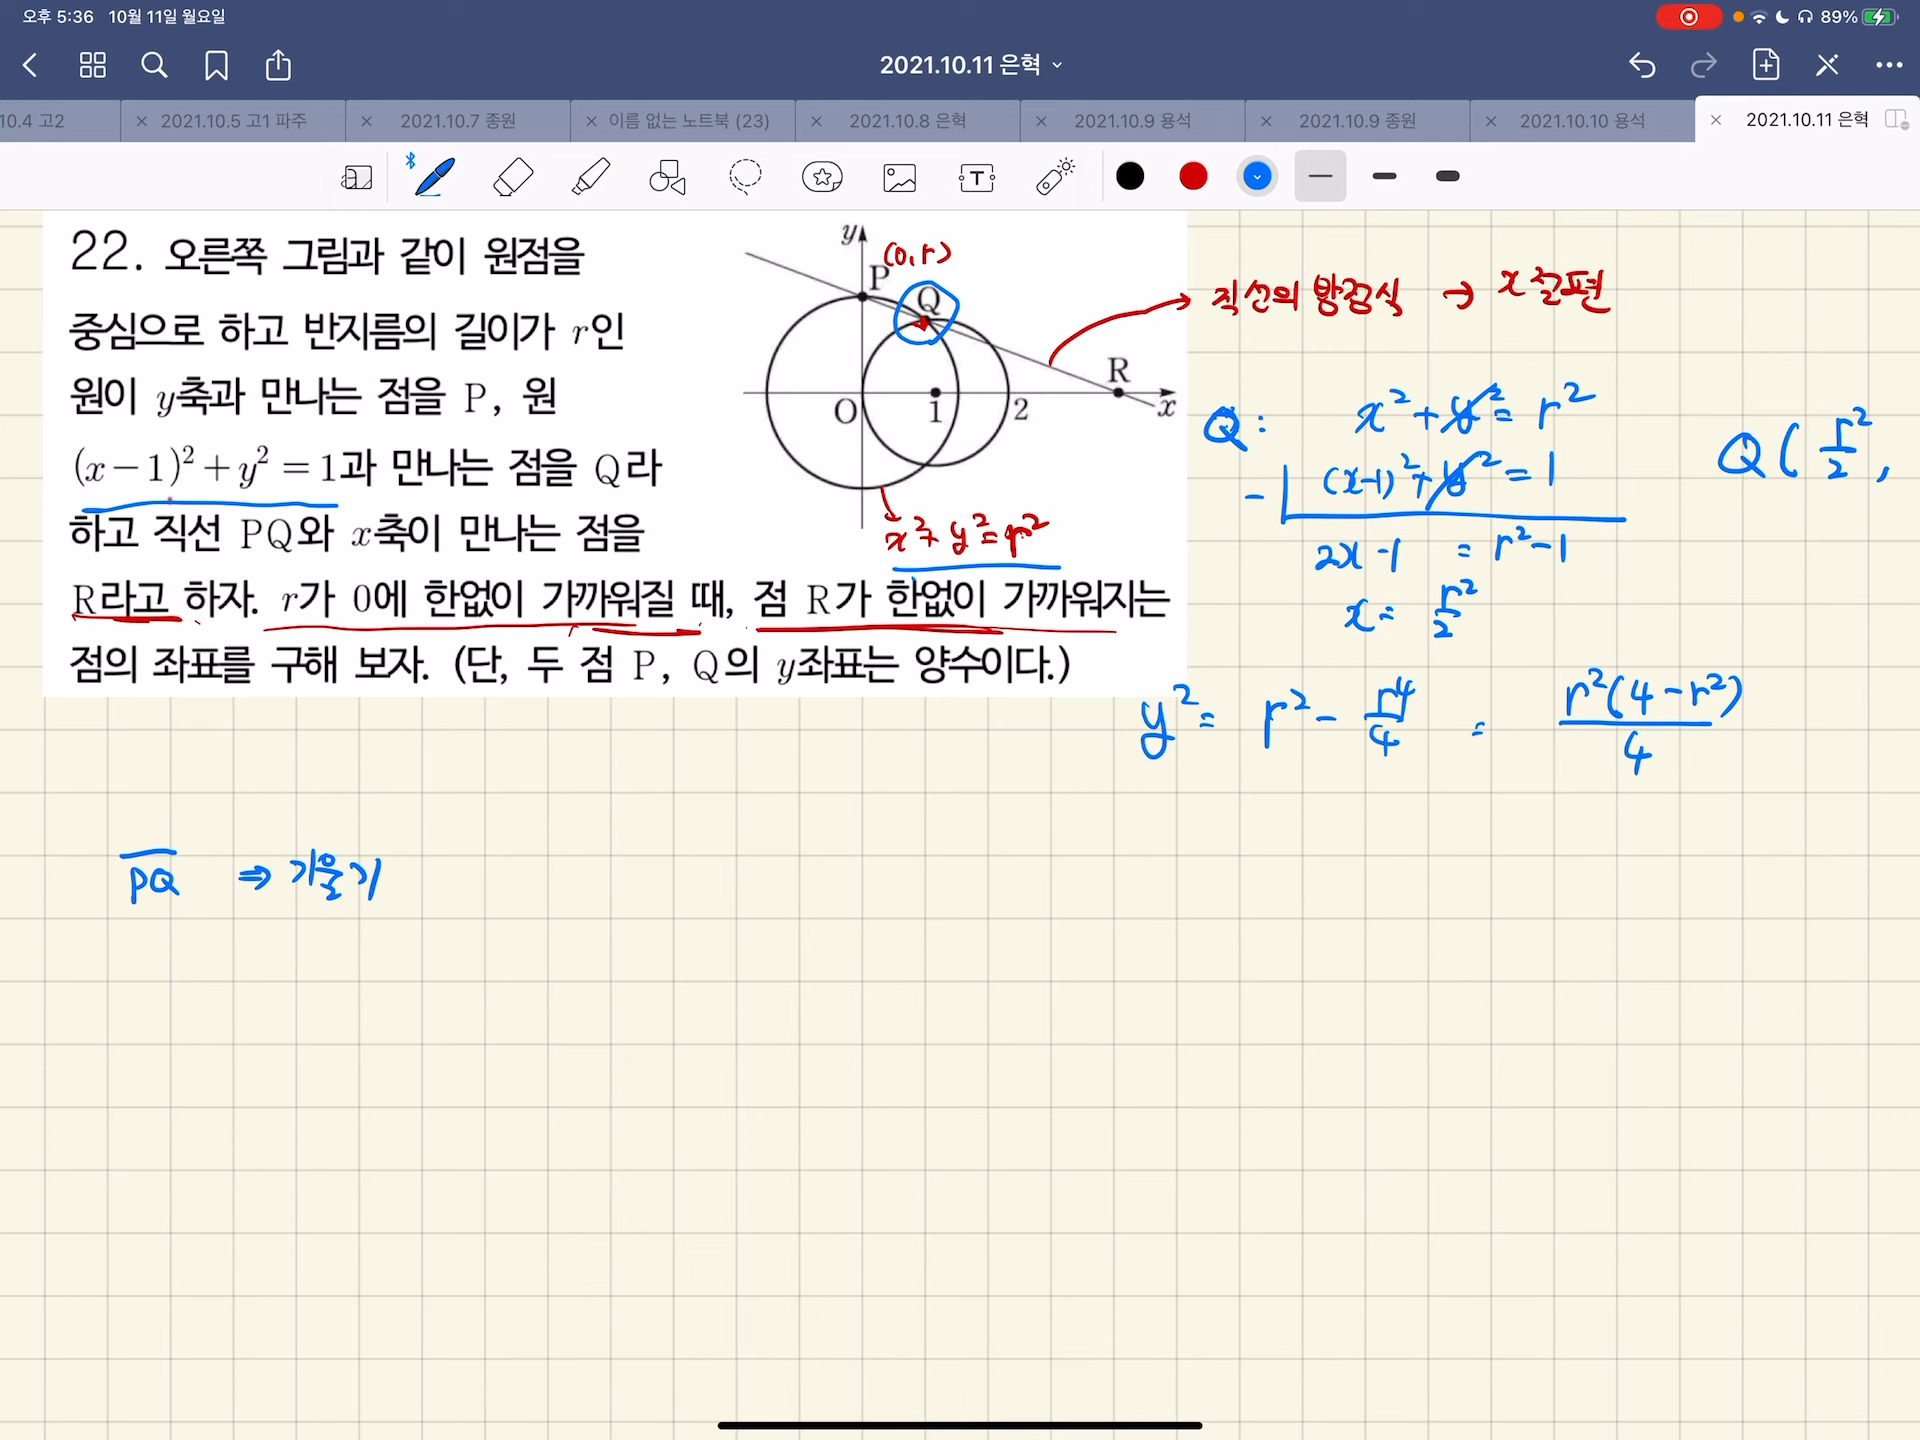 오후 5:36 10월 11일 월요일
89%
2021.10.11 은혁
10.4 고2
2021.10.5 고1 파주
2021.10.7 종원
이름 없는 노트북 (23)
2021.10.8 은혁
2021.10.9 용석
2021.10.9 종원
2021.10.10 용석
2021.10.11 은혁
22. 오른쪽 그림과 같이 원점을
중심으로 하고 반지름의 길이가 r인
원이 y축과 만나는 점을 P, 원
(x-1)²+y²=1과 만나는 점을 Q라
하고 직선 PQ와 x축이 만나는 점을
R라고 하자. r가 0에 한없이 가까워질 때, 점 R가 한없이 가까워지는
점의 좌표를 구해 보자. (단, 두 점 P, Q의 y좌표는 양수이다.)
y
(0,r)
P
Q
R
O
1
2
x
x²+y²=r²
직선의 방정식 → x절편
Q: x²+y²=r²
- (x-1)²+y²=1
2x-1 = r²-1
x= r²/2
Q( r²/2 ,
y²= r² - r⁴/4 = r²(4-r²)/4
PQ ⇒ 기울기